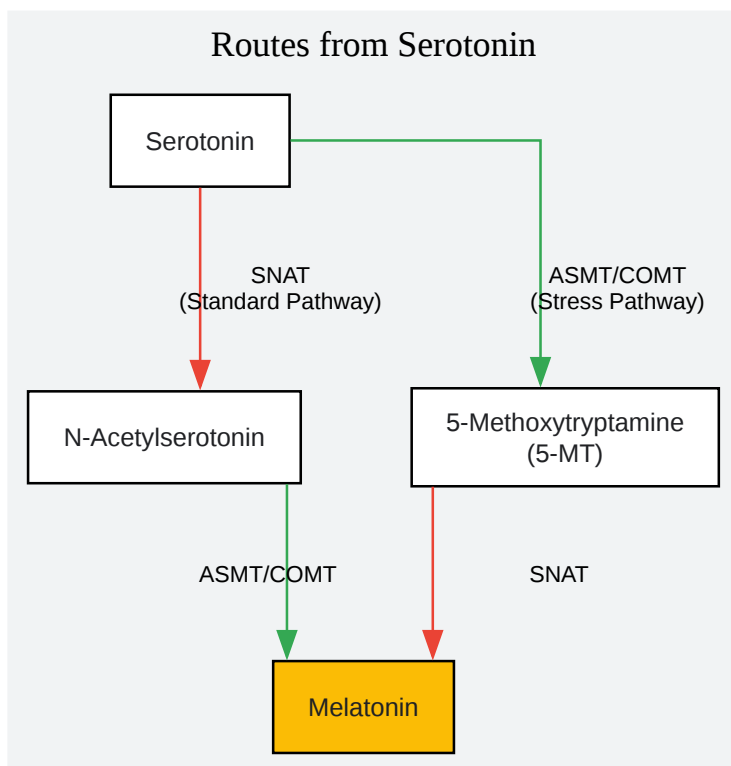 Routes from Serotonin
Serotonin
SNAT
(Standard Pathway)
ASMT/COMT
(Stress Pathway)
N-Acetylserotonin
5-Methoxytryptamine
(5-MT)
ASMT/COMT
SNAT
Melatonin